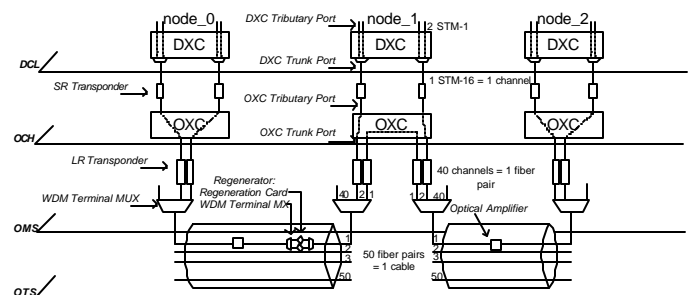 node_0
DXC Tributary Port
node_1
2 STM-1
node_2
DXC
DXC
DXC
DCL
DXC Trunk Port
SR Transponder
1 STM-16 = 1 channel
OXC Tributary Port
OXC
OXC
OXC
OXC Trunk Port
OCH
LR Transponder
Regenerator:
Regeneration Card
WDM Terminal MX
40 channels = 1 fiber
pair
WDM Terminal MUX
40 2 1
1 2 40
Optical Amplifier
OMS
1
2
3
50
50 fiber pairs
= 1 cable
1
2
3
50
OTS